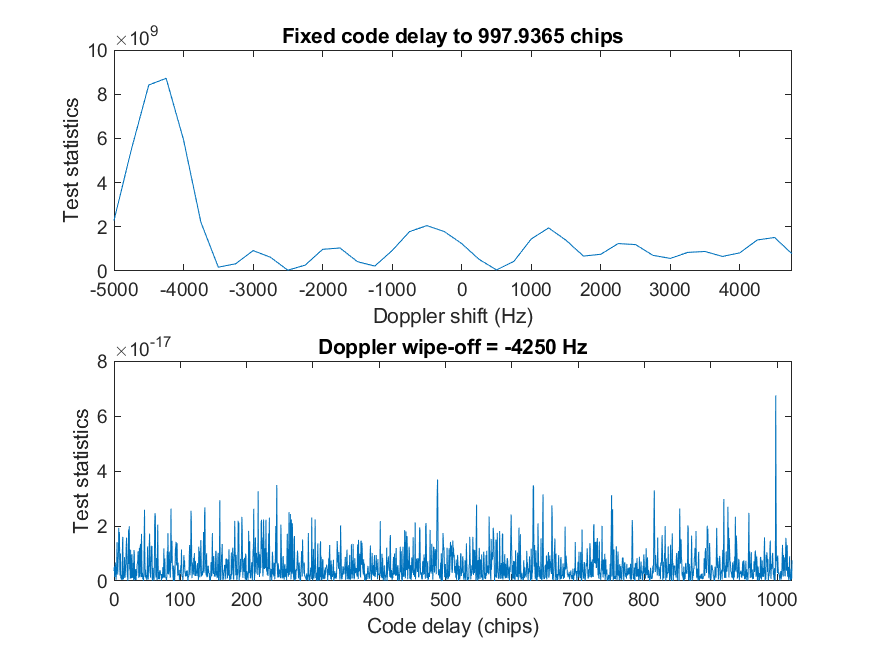 ×10⁹
Fixed code delay to 997.9365 chips
10
8
6
4
2
0
Test statistics
-5000 -4000 -3000 -2000 -1000 0 1000 2000 3000 4000
Doppler shift (Hz)
×10⁻¹⁷
Doppler wipe-off = -4250 Hz
8
6
4
2
0
Test statistics
0 100 200 300 400 500 600 700 800 900 1000
Code delay (chips)